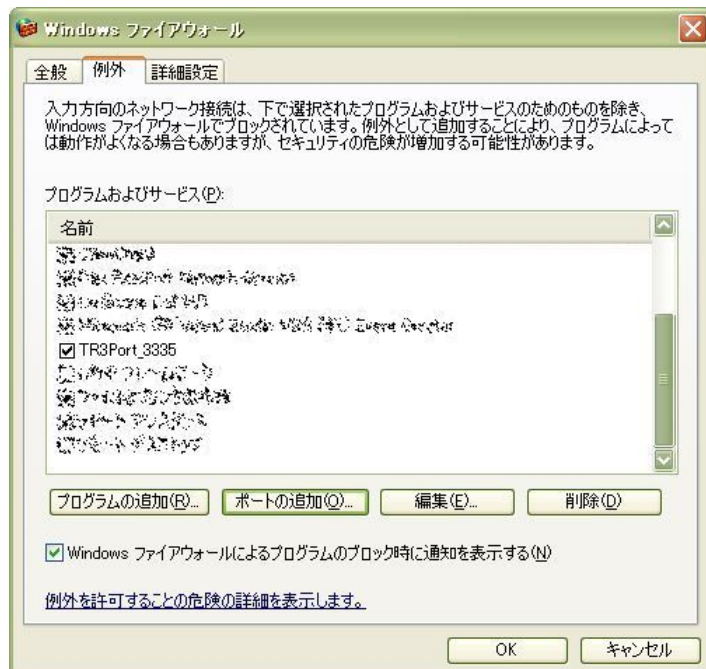 Windows ファイアウォール
全般 例外 詳細設定
入力方向のネットワーク接続は、下で選択されたプログラムおよびサービスのためのものを除き、
Windows ファイアウォールでブロックされています。例外として追加することにより、プログラムによって
は動作がよくなる場合もありますが、セキュリティの危険が増加する可能性があります。
プログラムおよびサービス(P):
名前
TR3Port_3335
プログラムの追加(R)... ポートの追加(O)... 編集(E)... 削除(D)
Windows ファイアウォールによるプログラムのブロック時に通知を表示する(N)
例外を許可することの危険の詳細を表示します。
OK キャンセル